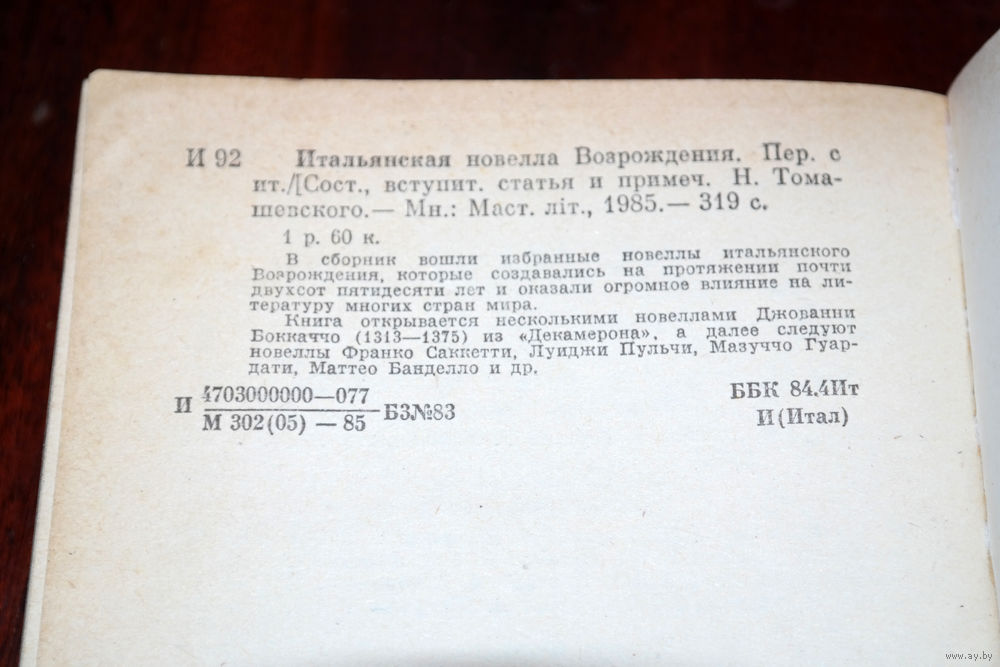 И 92 Итальянская новелла Возрождения. Пер. с
ит./[Сост., вступит. статья и примеч. Н. Тома-
шевского.— Мн.: Маст. літ., 1985.— 319 с.
1 р. 60 к.
В сборник вошли избранные новеллы итальянского
Возрождения, которые создавались на протяжении почти
двухсот пятидесяти лет и оказали огромное влияние на ли-
тературу многих стран мира.
Книга открывается несколькими новеллами Джованни
Боккаччо (1313—1375) из «Декамерона», а далее следуют
новеллы Франко Саккетти, Луиджи Пульчи, Мазуччо Гуар-
дати, Маттео Банделло и др.
И 4703000000—077
М 302(05) — 85 БЗ№83
ББК 84.4Ит
И(Итал)
www.ay.by